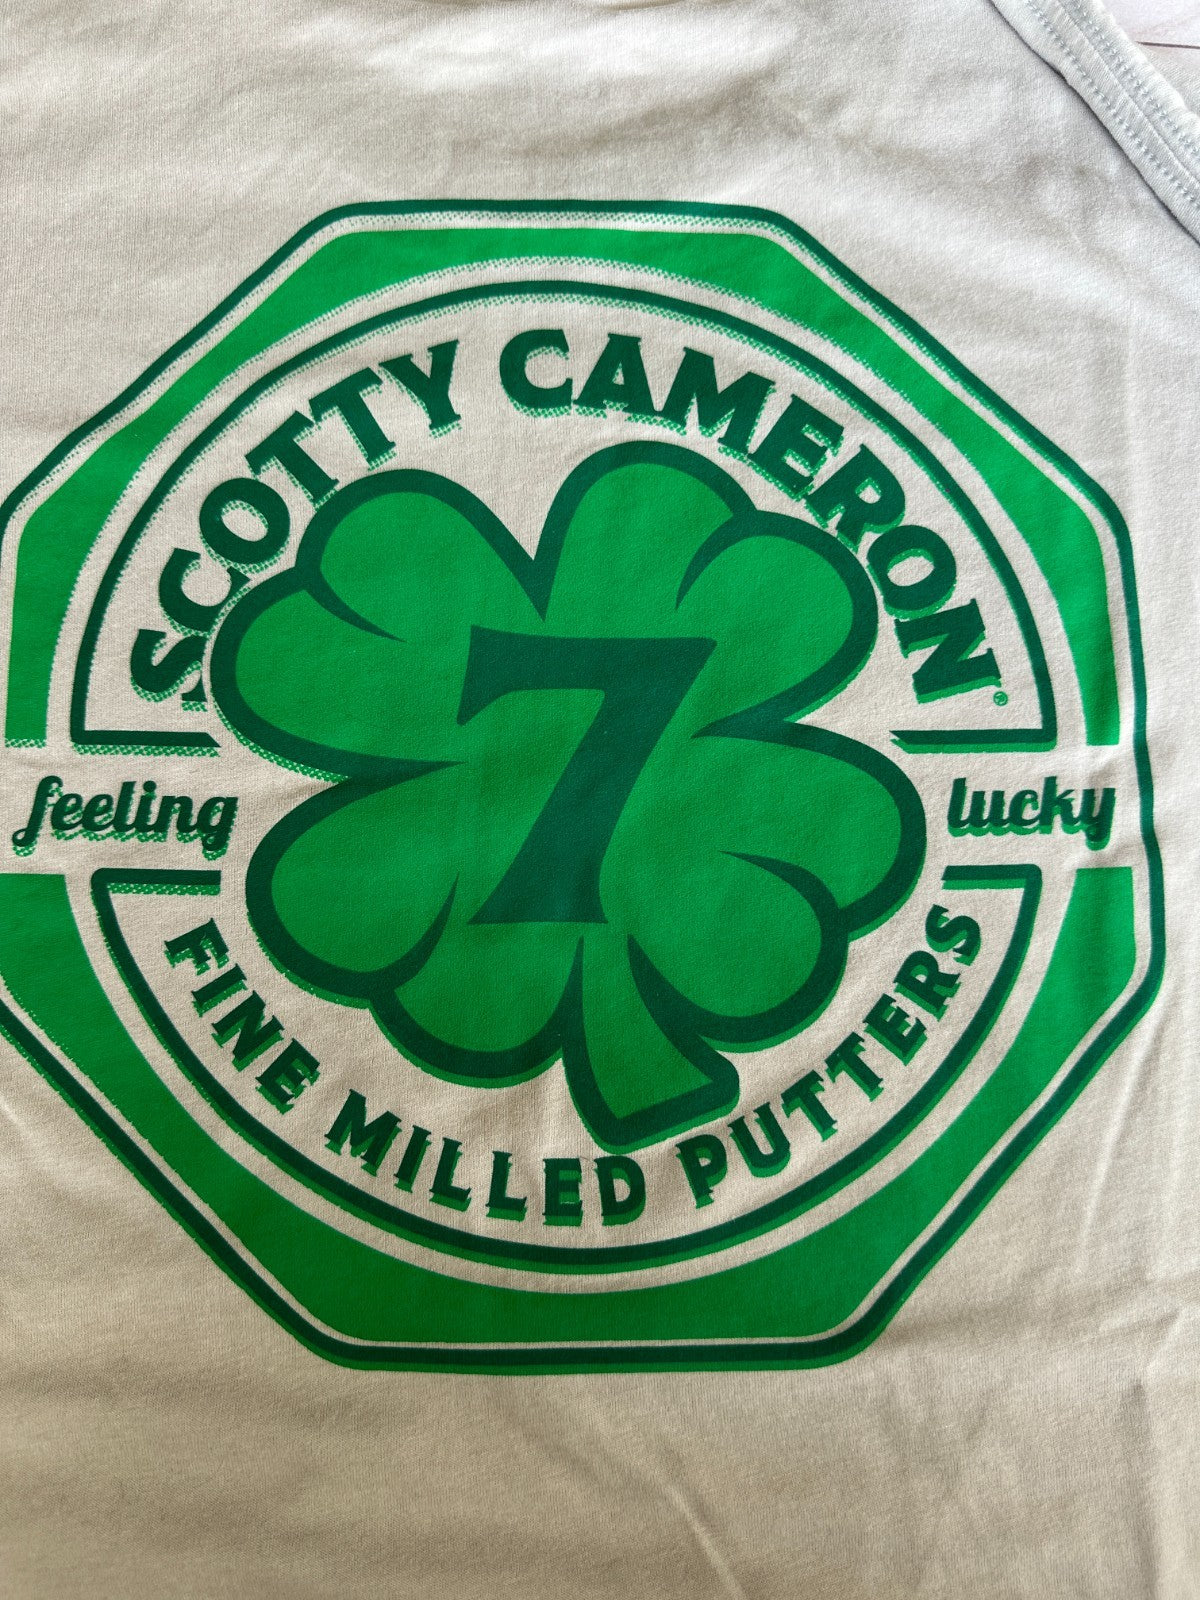 SCOTTY CAMERON®
7
feeling lucky
FINE MILLED PUTTERS